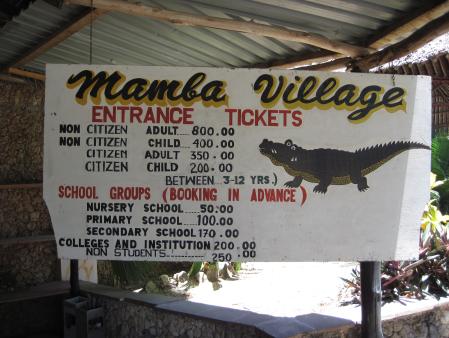 Mamba Village
ENTRANCE TICKETS
NON CITIZEN ADULT...800.00
NON CITIZEN CHILD...400.00
CITIZEN ADULT...350.00
CITIZEN CHILD...200.00
BETWEEN...3-12 YRS.)
SCHOOL GROUPS (BOOKING IN ADVANCE)
NURSERY SCHOOL...50:00
PRIMARY SCHOOL...100.00
SECONDARY SCHOOL 170.00
COLLEGES AND INSTITUTION 200.00
NON STUDENTS...250.00